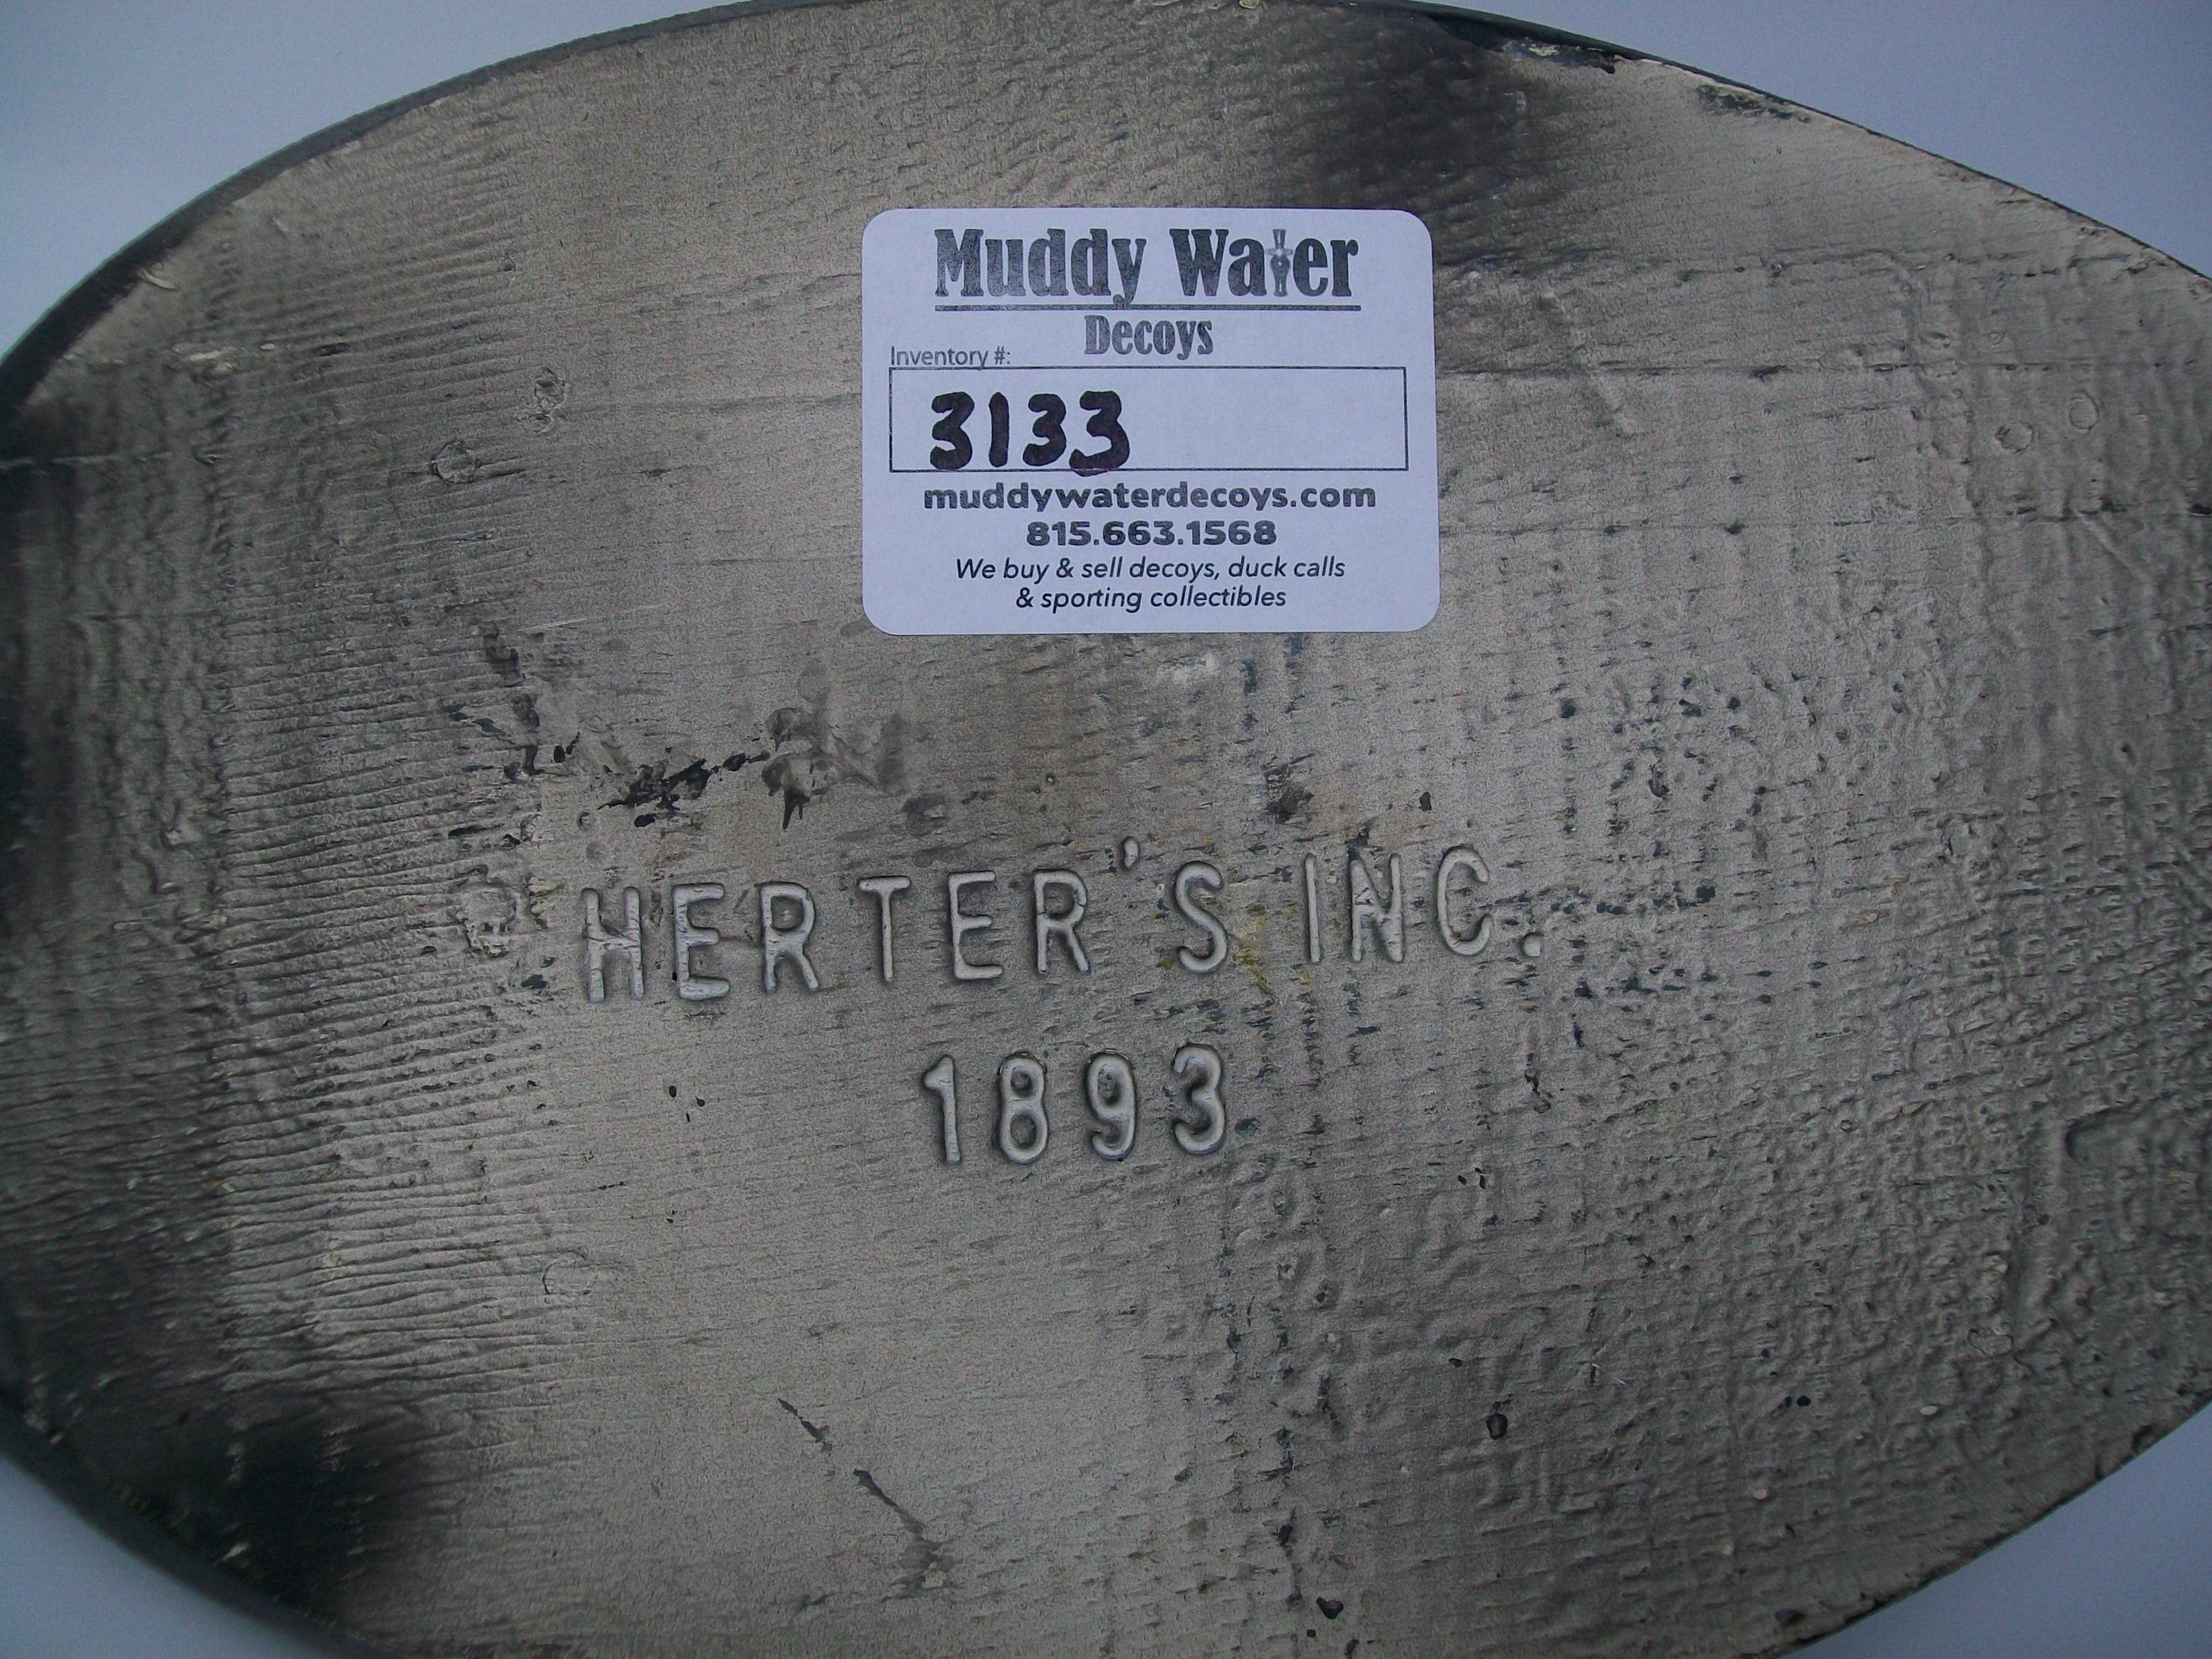 Muddy Water
Decoys
Inventory #:
3133
muddywaterdecoys.com
815.663.1568
We buy & sell decoys, duck calls
& sporting collectibles
HERTER'S INC.
1893